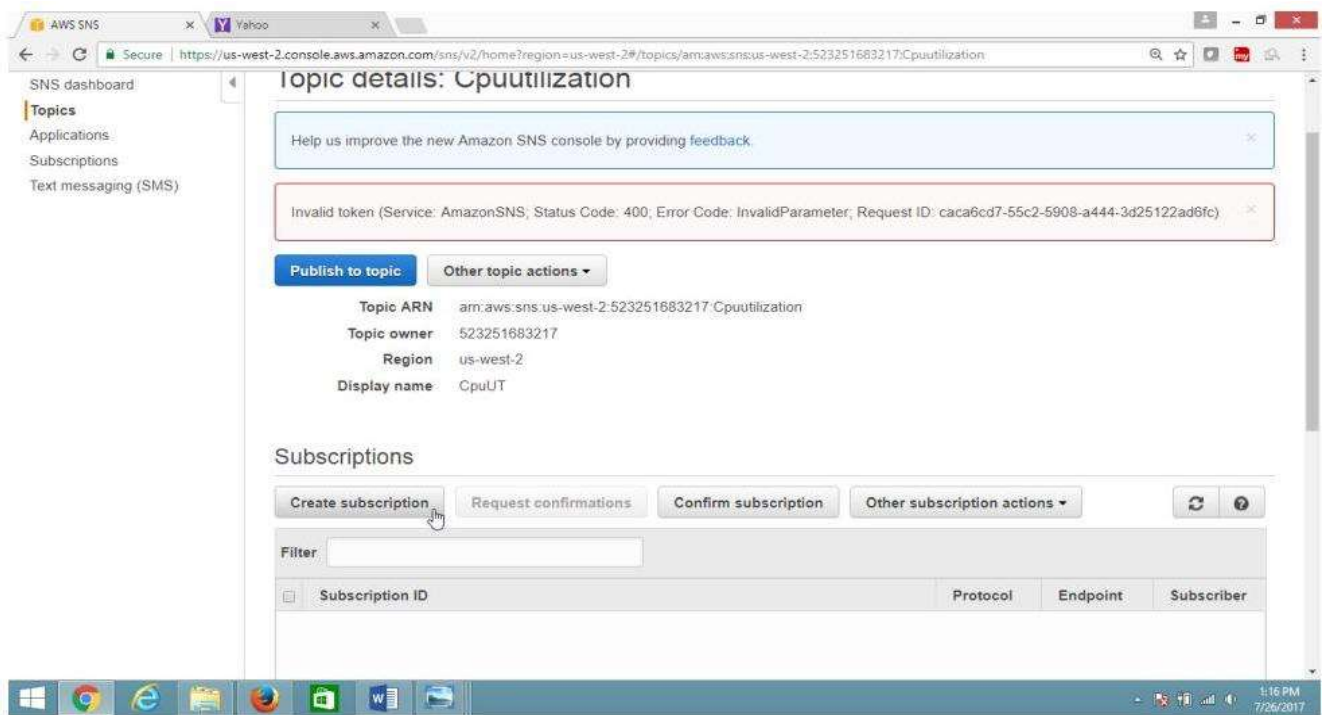 AWS SNS
Yahoo
Secure https://us-west-2.console.aws.amazon.com/sns/v2/home?region=us-west-2#/topics/arn:aws:sns:us-west-2:523251683217:Cpuutilization
SNS dashboard
Topics
Applications
Subscriptions
Text messaging (SMS)
Topic details: Cpuutilization
Help us improve the new Amazon SNS console by providing feedback.
Invalid token (Service: AmazonSNS; Status Code: 400; Error Code: InvalidParameter; Request ID: caca6cd7-55c2-5908-a444-3d25122ad6fc)
Publish to topic Other topic actions
Topic ARN arn:aws:sns:us-west-2:523251683217:Cpuutilization
Topic owner 523251683217
Region us-west-2
Display name CpuUT
Subscriptions
Create subscription Request confirmations Confirm subscription Other subscription actions
Filter
Subscription ID Protocol Endpoint Subscriber
1:16 PM
7/26/2017